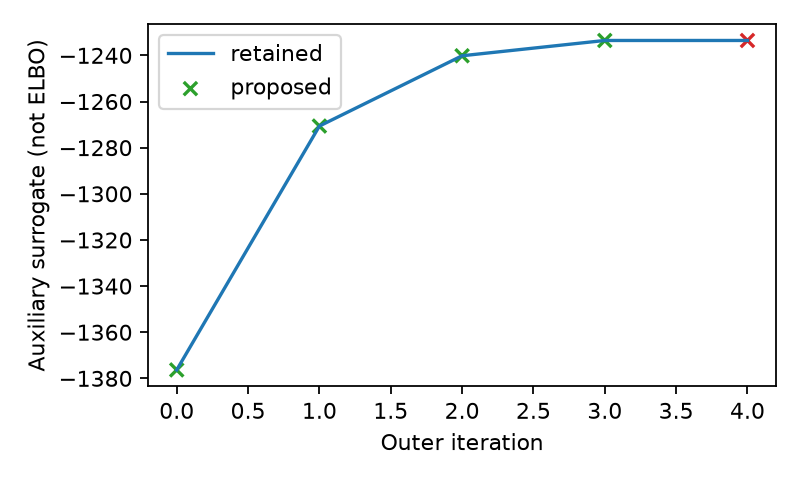 retained
proposed
Auxiliary surrogate (not ELBO)
−1240
−1260
−1280
−1300
−1320
−1340
−1360
−1380
0.0 0.5 1.0 1.5 2.0 2.5 3.0 3.5 4.0
Outer iteration